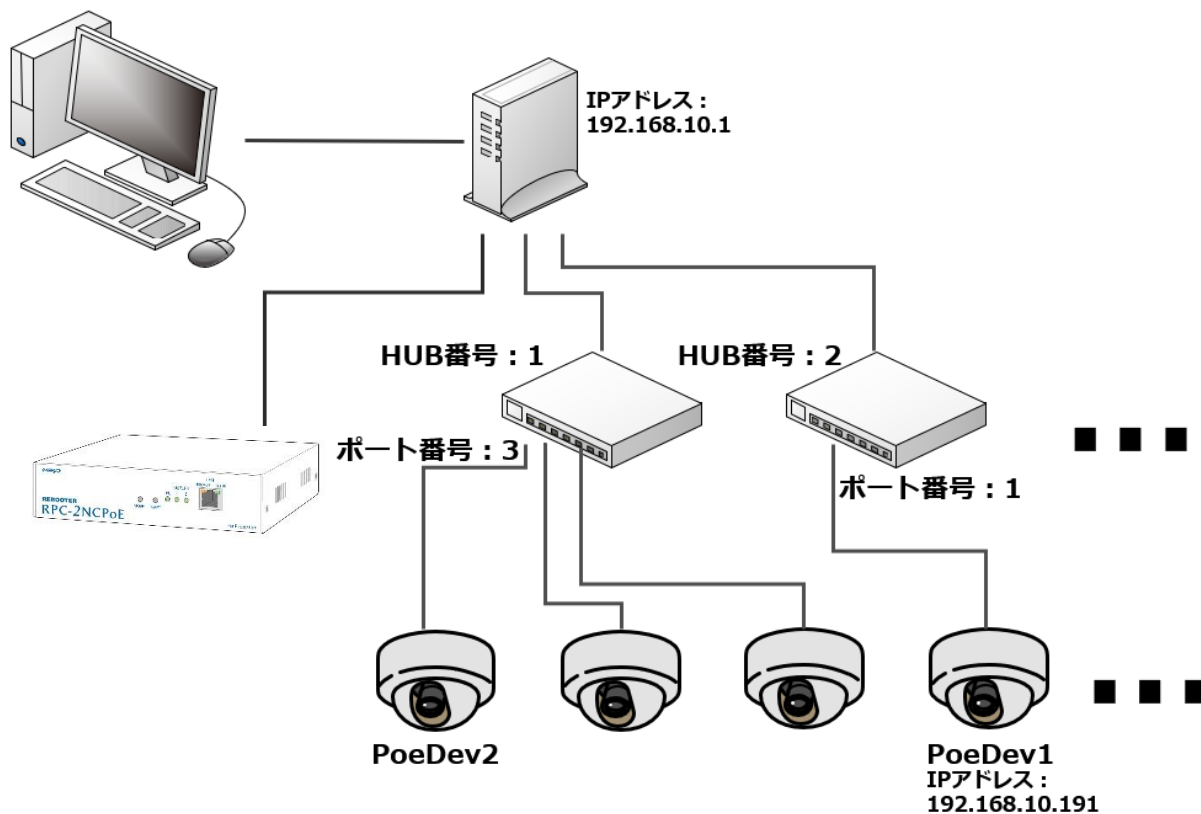 IPアドレス：
192.168.10.1
HUB番号：1
HUB番号：2
ポート番号：3
ポート番号：1
REBOOTER
RPC-2NCPoE
PoeDev2
PoeDev1
IPアドレス：
192.168.10.191